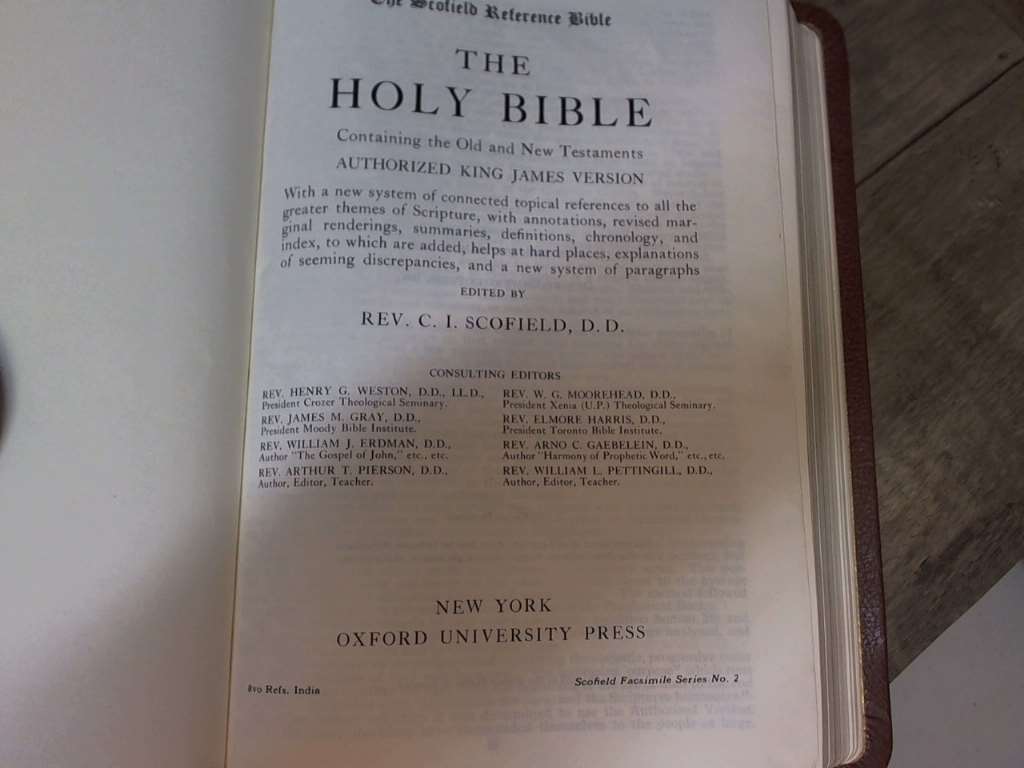 The Scofield Reference Bible
THE
HOLY BIBLE
Containing the Old and New Testaments
AUTHORIZED KING JAMES VERSION
With a new system of connected topical references to all the
greater themes of Scripture, with annotations, revised mar-
ginal renderings, summaries, definitions, chronology, and
index, to which are added, helps at hard places, explanations
of seeming discrepancies, and a new system of paragraphs
EDITED BY
REV. C. I. SCOFIELD, D. D.
CONSULTING EDITORS
REV. HENRY G. WESTON, D.D., LL.D.,
President Crozer Theological Seminary.
REV. JAMES M. GRAY, D.D.,
President Moody Bible Institute.
REV. WILLIAM J. ERDMAN, D.D.,
Author "The Gospel of John," etc., etc.
REV. ARTHUR T. PIERSON, D.D.,
Author, Editor, Teacher.
REV. W. G. MOOREHEAD, D.D.,
President Xenia (U.P.) Theological Seminary.
REV. ELMORE HARRIS, D.D.,
President Toronto Bible Institute.
REV. ARNO C. GAEBELEIN, D.D.,
Author "Harmony of Prophetic Word," etc., etc.
REV. WILLIAM L. PETTINGILL, D.D.,
Author, Editor, Teacher.
NEW YORK
OXFORD UNIVERSITY PRESS
8vo Refs. India
Scofield Facsimile Series No. 2